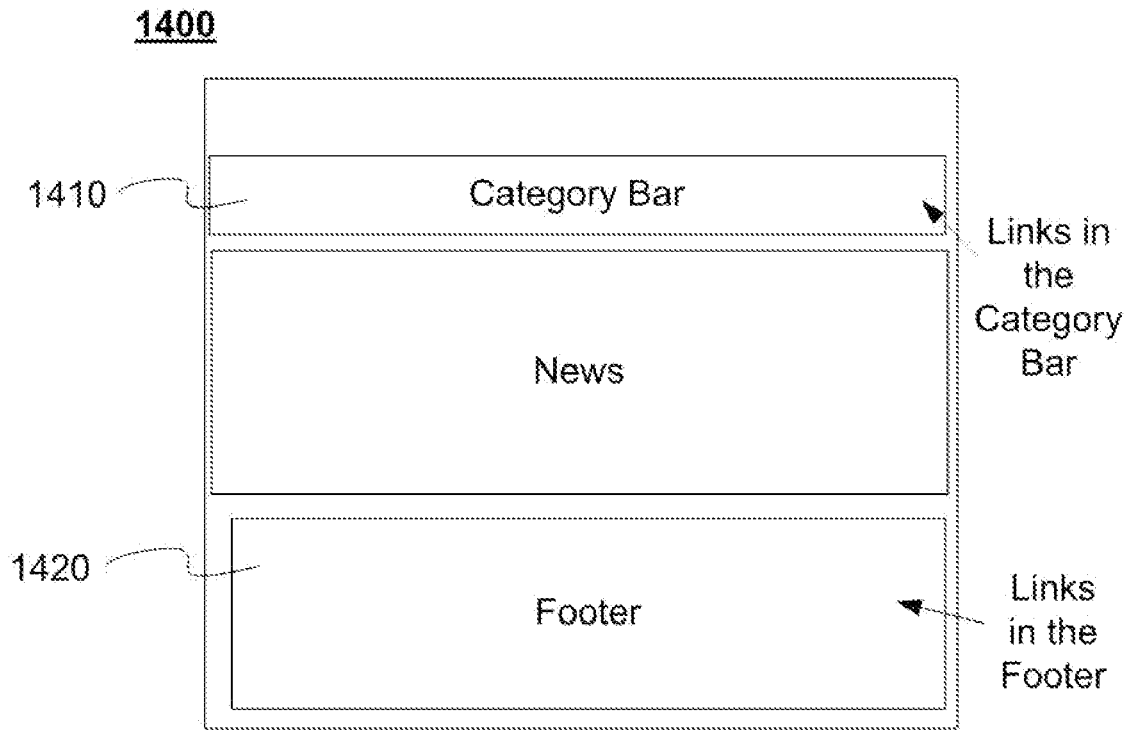 1400
1410
Category Bar
Links in
the
Category
Bar
News
1420
Footer
Links
in the
Footer